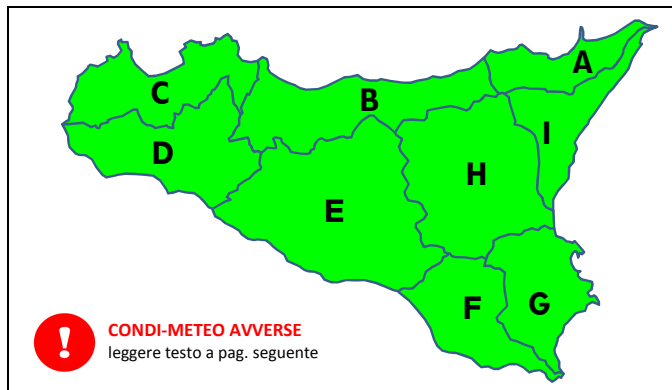 A
C
B
I
D
H
E
F
G
!
CONDI-METEO AVVERSE
leggere testo a pag. seguente